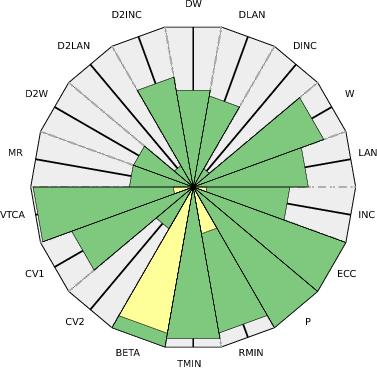 DW
D2INC
DLAN
D2LAN
DINC
D2W
W
MR
LAN
VTCA
INC
CV1
ECC
CV2
P
BETA
RMIN
TMIN